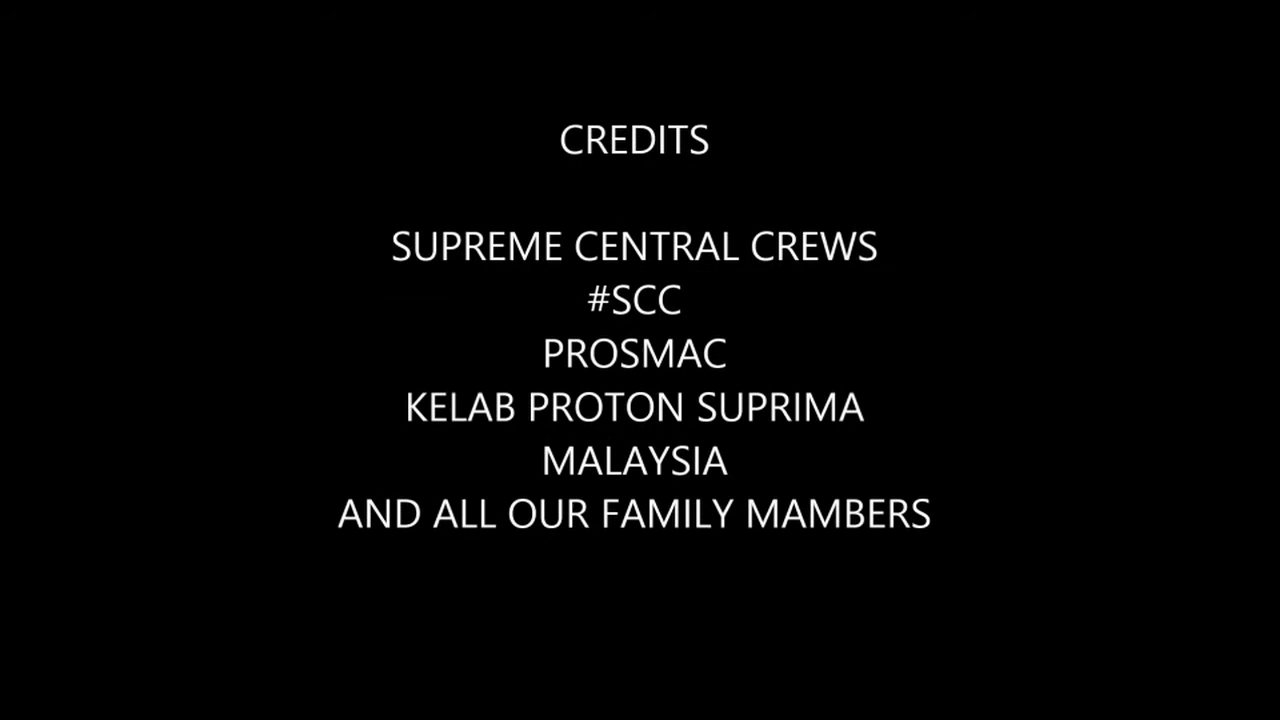 CREDITS
SUPREME CENTRAL CREWS
#SCC
PROSMAC
KELAB PROTON SUPRIMA
MALAYSIA
AND ALL OUR FAMILY MAMBERS